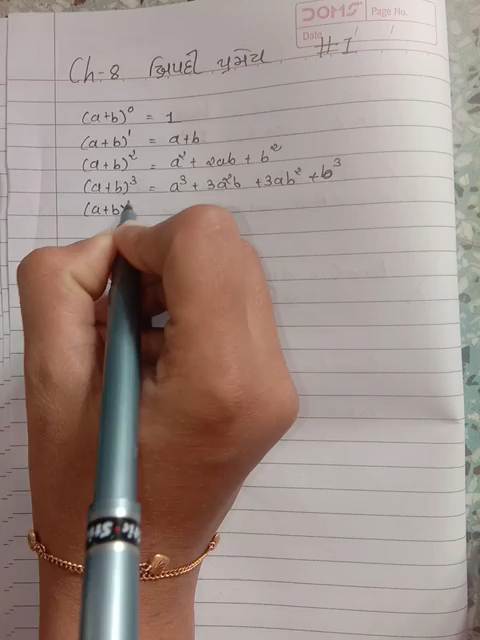 DOMS Page No.
Date / /
#1
Ch-8 દ્વિપદી પ્રમેય
(a+b)⁰ = 1
(a+b)¹ = a+b
(a+b)² = a² + 2ab + b²
(a+b)³ = a³ + 3a²b + 3ab² + b³
(a+b)